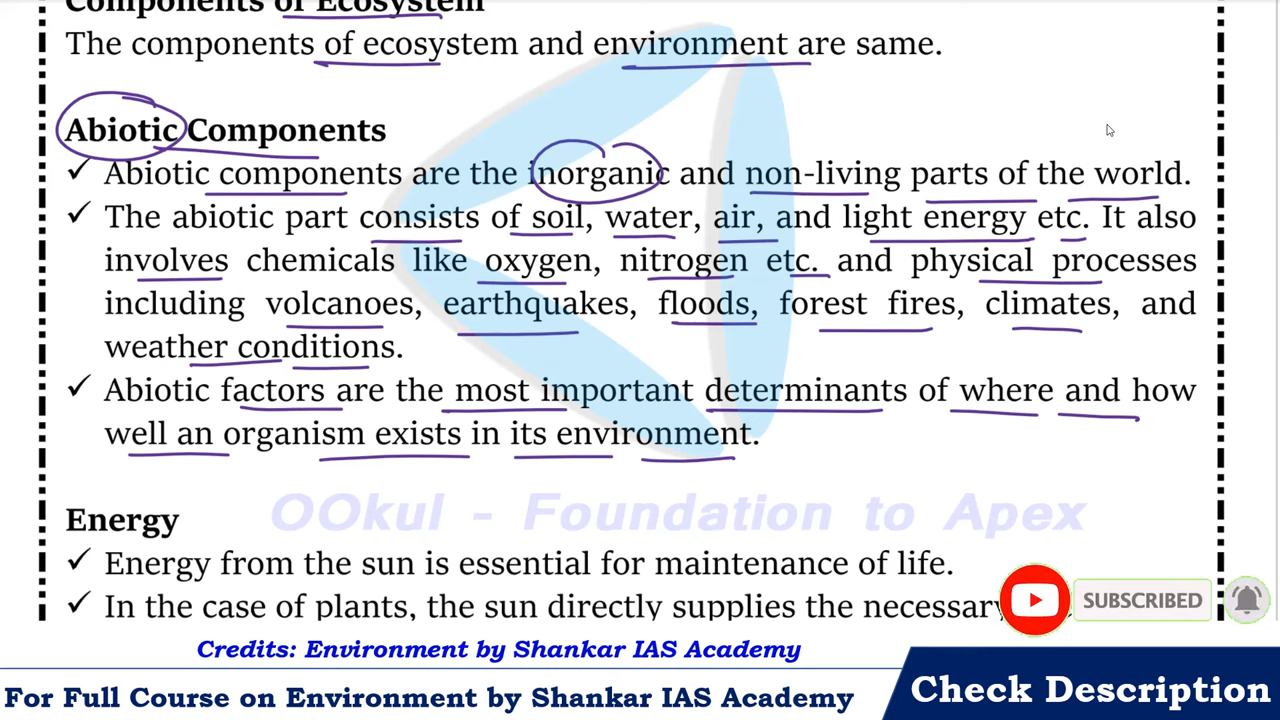 Components of Ecosystem
The components of ecosystem and environment are same.
Abiotic Components
✓ Abiotic components are the inorganic and non-living parts of the world.
✓ The abiotic part consists of soil, water, air, and light energy etc. It also
involves chemicals like oxygen, nitrogen etc. and physical processes
including volcanoes, earthquakes, floods, forest fires, climates, and
weather conditions.
✓ Abiotic factors are the most important determinants of where and how
well an organism exists in its environment.
OOkul - Foundation to Apex
Energy
✓ Energy from the sun is essential for maintenance of life.
✓ In the case of plants, the sun directly supplies the necessary
SUBSCRIBED
Credits: Environment by Shankar IAS Academy
For Full Course on Environment by Shankar IAS Academy
Check Description